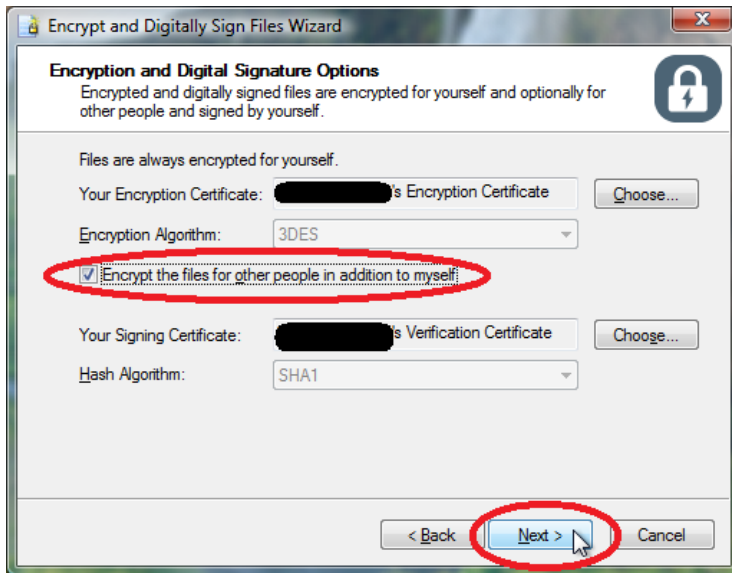 Encrypt and Digitally Sign Files Wizard
Encryption and Digital Signature Options
Encrypted and digitally signed files are encrypted for yourself and optionally for
other people and signed by yourself.
Files are always encrypted for yourself.
Your Encryption Certificate: 's Encryption Certificate Choose...
Encryption Algorithm: 3DES
Encrypt the files for other people in addition to myself
Your Signing Certificate: 's Verification Certificate Choose...
Hash Algorithm: SHA1
< Back Next > Cancel